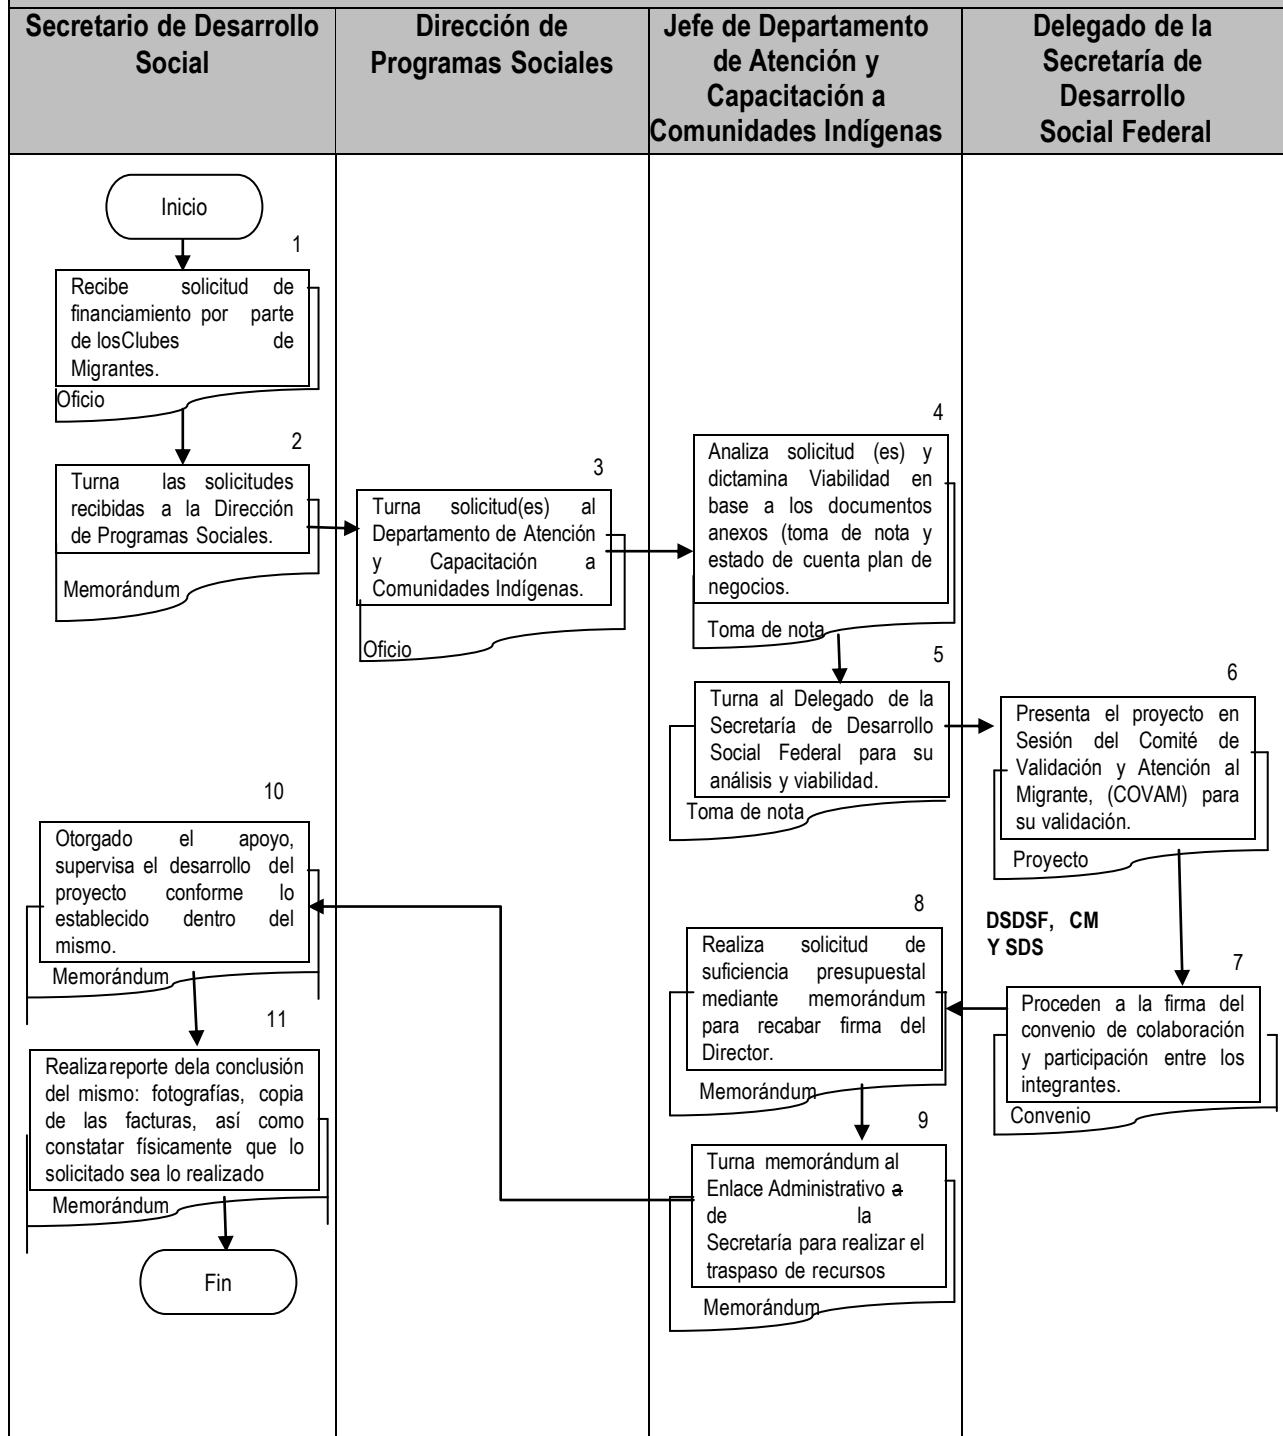 Secretario de Desarrollo
Social
Dirección de
Programas Sociales
Jefe de Departamento
de Atención y
Capacitación a
Comunidades Indígenas
Delegado de la
Secretaría de
Desarrollo
Social Federal
Inicio
1
Recibe solicitud de
financiamiento por parte
de losClubes de
Migrantes.
Oficio
2
Turna las solicitudes
recibidas a la Dirección
de Programas Sociales.
Memorándum
3
Turna solicitud(es) al
Departamento de Atención
y Capacitación a
Comunidades Indígenas.
Oficio
4
Analiza solicitud (es) y
dictamina Viabilidad en
base a los documentos
anexos (toma de nota y
estado de cuenta plan de
negocios.
Toma de nota
5
Turna al Delegado de la
Secretaría de Desarrollo
Social Federal para su
análisis y viabilidad.
Toma de nota
6
Presenta el proyecto en
Sesión del Comité de
Validación y Atención al
Migrante, (COVAM) para
su validación.
Proyecto
DSDSF, CM
Y SDS
7
Proceden a la firma del
convenio de colaboración
y participación entre los
integrantes.
Convenio
8
Realiza solicitud de
suficiencia presupuestal
mediante memorándum
para recabar firma del
Director.
Memorándum
9
Turna memorándum al
Enlace Administrativo a
de la
Secretaría para realizar el
traspaso de recursos
Memorándum
10
Otorgado el apoyo,
supervisa el desarrollo del
proyecto conforme lo
establecido dentro del
mismo.
Memorándum
11
Realiza reporte dela conclusión
del mismo: fotografías, copia
de las facturas, así como
constatar físicamente que lo
solicitado sea lo realizado
Memorándum
Fin